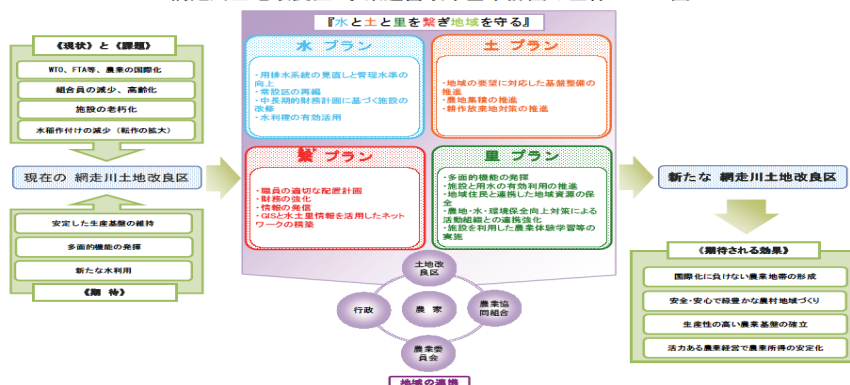 『水と土と里を繋ぎ地域を守る』
《現状》と《課題》
WTO、FTA等、農業の国際化
組合員の減少、高齢化
施設の老朽化
水稲作付けの減少（転作の拡大）
現在の 網走川土地改良区
安定した生産基盤の維持
多面的機能の発揮
新たな水利用
《期 待》
水 プラン
・用排水系統の見直しと管理水準の
向上
・常設区の再編
・中長期的財務計画に基づく施設の
改修
・水利権の有効活用
土 プラン
・地域の要望に対応した基盤整備の
推進
・農地集積の推進
・耕作放棄地対策の推進
繋 プラン
・職員の適切な配置計画
・財務の強化
・情報の発信
・GISと水土里情報を活用したネット
ワークの構築
里 プラン
・多面的機能の発揮
・施設と用水の有効利用の推進
・地域住民と連携した地域資源の保
全
・農地・水・環境保全向上対策による
活動組織との連携強化
・施設を利用した農業体験学習等の
実施
土地改
良区
行政
農 家
農業協
同組合
農業委
員会
地域の連携
新たな 網走川土地改良区
《期待される効果》
国際化に負けない農業地帯の形成
安全・安心で緑豊かな農村地域づくり
生産性の高い農業基盤の確立
活力ある農業経営で農業所得の安定化